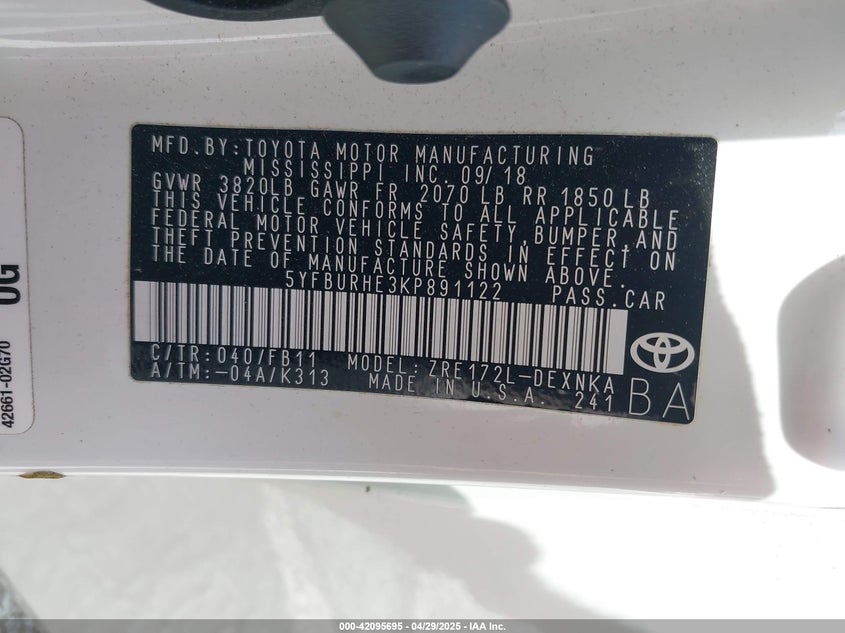 MFD.BY:TOYOTA MOTOR MANUFACTURING
MISSISSIPPI INC. 09/18
GVWR 3820LB GAWR FR 2070 LB RR 1850 LB
THIS VEHICLE CONFORMS TO ALL APPLICABLE
FEDERAL MOTOR VEHICLE SAFETY,BUMPER,AND
THEFT PREVENTION STANDARDS IN EFFECT ON
THE DATE OF MANUFACTURE SHOWN ABOVE.
5YFBURHE3KP891122 PASS.CAR
C/TR: 040/FB11 MODEL: ZRE172L-DEXNKA
A/TM:-04A/K313 MADE IN U.S.A. 241
BA
42661-02G70 UG
000-42095695 - 04/29/2025 - IAA Inc.